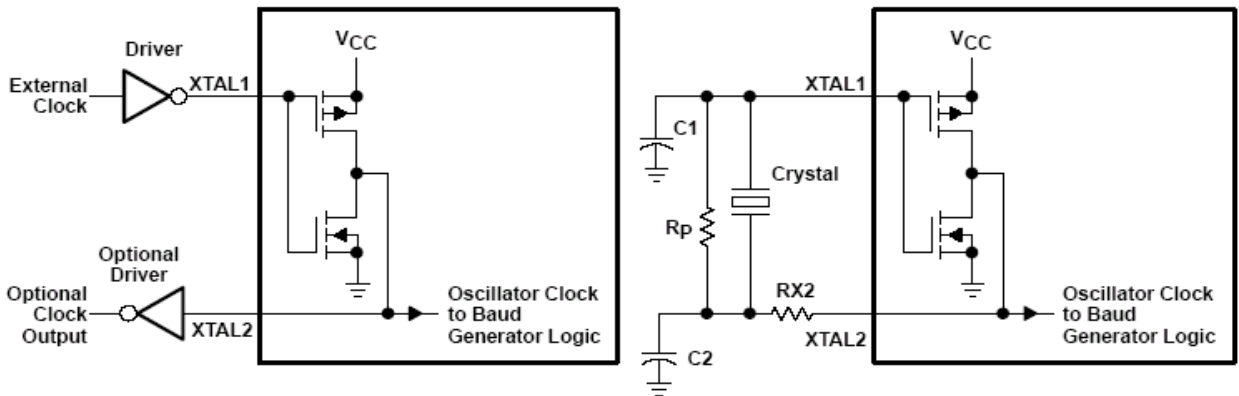 Driver
External
Clock
XTAL1
VCC
Optional
Driver
Optional
Clock
Output
XTAL2
Oscillator Clock
to Baud
Generator Logic
XTAL1
VCC
C1
Crystal
RP
RX2
XTAL2
C2
Oscillator Clock
to Baud
Generator Logic